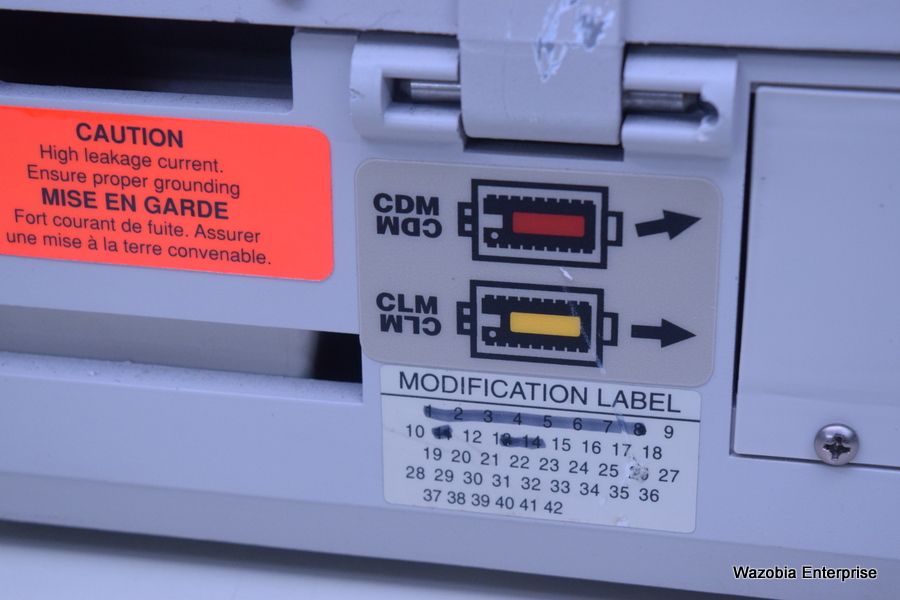 CAUTION
High leakage current.
Ensure proper grounding
MISE EN GARDE
Fort courant de fuite. Assurer
une mise à la terre convenable.
CDM
CDM
CLM
CLM
MODIFICATION LABEL
1 2 3 4 5 6 7 8 9
10 11 12 13 14 15 16 17 18
19 20 21 22 23 24 25 27
28 29 30 31 32 33 34 35 36
37 38 39 40 41 42
Wazobia Enterprise